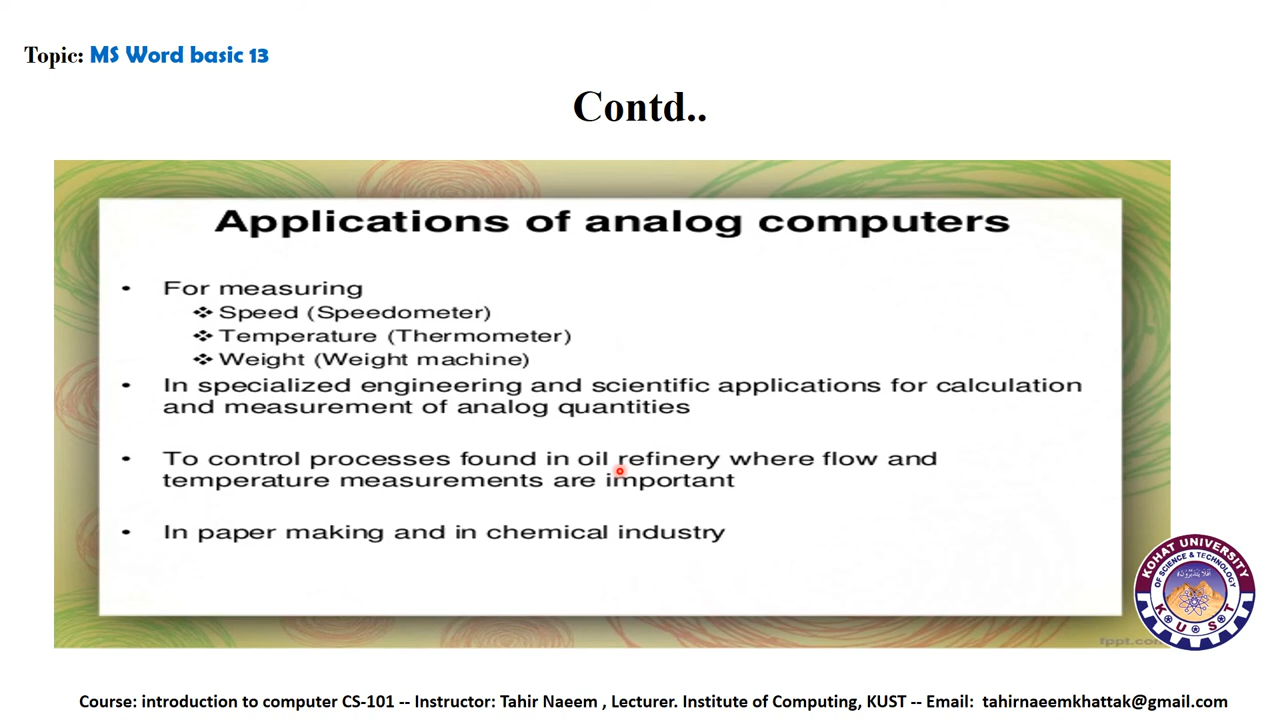 Topic: MS Word basic 13
Contd..
Applications of analog computers
• For measuring
❖ Speed (Speedometer)
❖ Temperature (Thermometer)
❖ Weight (Weight machine)
• In specialized engineering and scientific applications for calculation
and measurement of analog quantities
• To control processes found in oil refinery where flow and
temperature measurements are important
• In paper making and in chemical industry
KOHAT UNIVERSITY
OF SCIENCE & TECHNOLOGY
K U S T
fppt.com
Course: introduction to computer CS-101 -- Instructor: Tahir Naeem , Lecturer. Institute of Computing, KUST -- Email: tahirnaeemkhattak@gmail.com